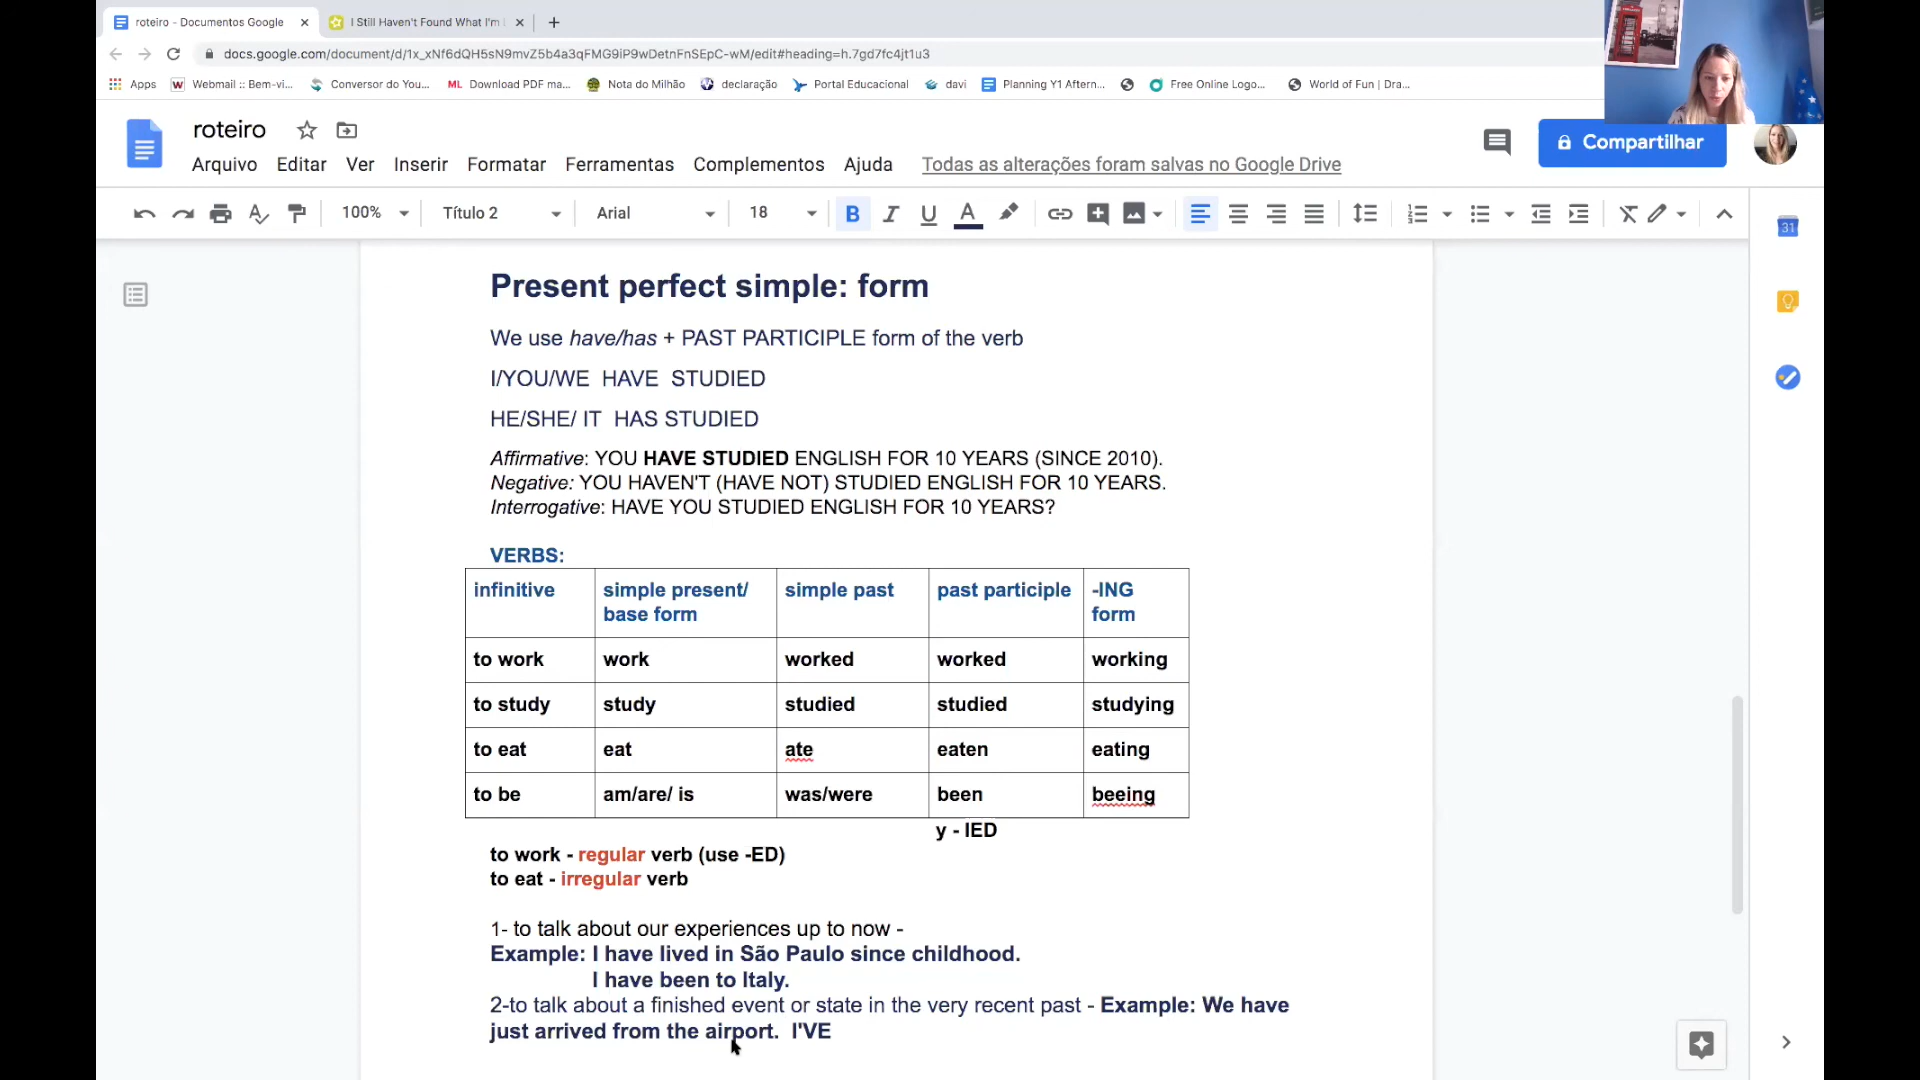 roteiro - Documentos Google
I Still Haven't Found What I'm
docs.google.com/document/d/1x_xNf6dQH5sN9mvZ5b4a3qFMG9iP9wDetnFnSEpC-wM/edit#heading=h.7gd7fc4jt1u3
Apps Webmail :: Bem-vi... Conversor do You... ML Download PDF ma... Nota do Milhão declaração Portal Educacional davi Planning Y1 Aftern... Free Online Logo... World of Fun | Dra...
roteiro
Compartilhar
Arquivo Editar Ver Inserir Formatar Ferramentas Complementos Ajuda Todas as alterações foram salvas no Google Drive
100% Título 2 Arial 18 B I U A
31
Present perfect simple: form
We use have/has + PAST PARTICIPLE form of the verb
I/YOU/WE HAVE STUDIED
HE/SHE/ IT HAS STUDIED
Affirmative: YOU HAVE STUDIED ENGLISH FOR 10 YEARS (SINCE 2010).
Negative: YOU HAVEN'T (HAVE NOT) STUDIED ENGLISH FOR 10 YEARS.
Interrogative: HAVE YOU STUDIED ENGLISH FOR 10 YEARS?
VERBS:
infinitive simple present/ base form simple past past participle -ING form
to work work worked worked working
to study study studied studied studying
to eat eat ate eaten eating
to be am/are/ is was/were been beeing
y - IED
to work - regular verb (use -ED)
to eat - irregular verb
1- to talk about our experiences up to now -
Example: I have lived in São Paulo since childhood.
I have been to Italy.
2-to talk about a finished event or state in the very recent past - Example: We have
just arrived from the airport. I'VE